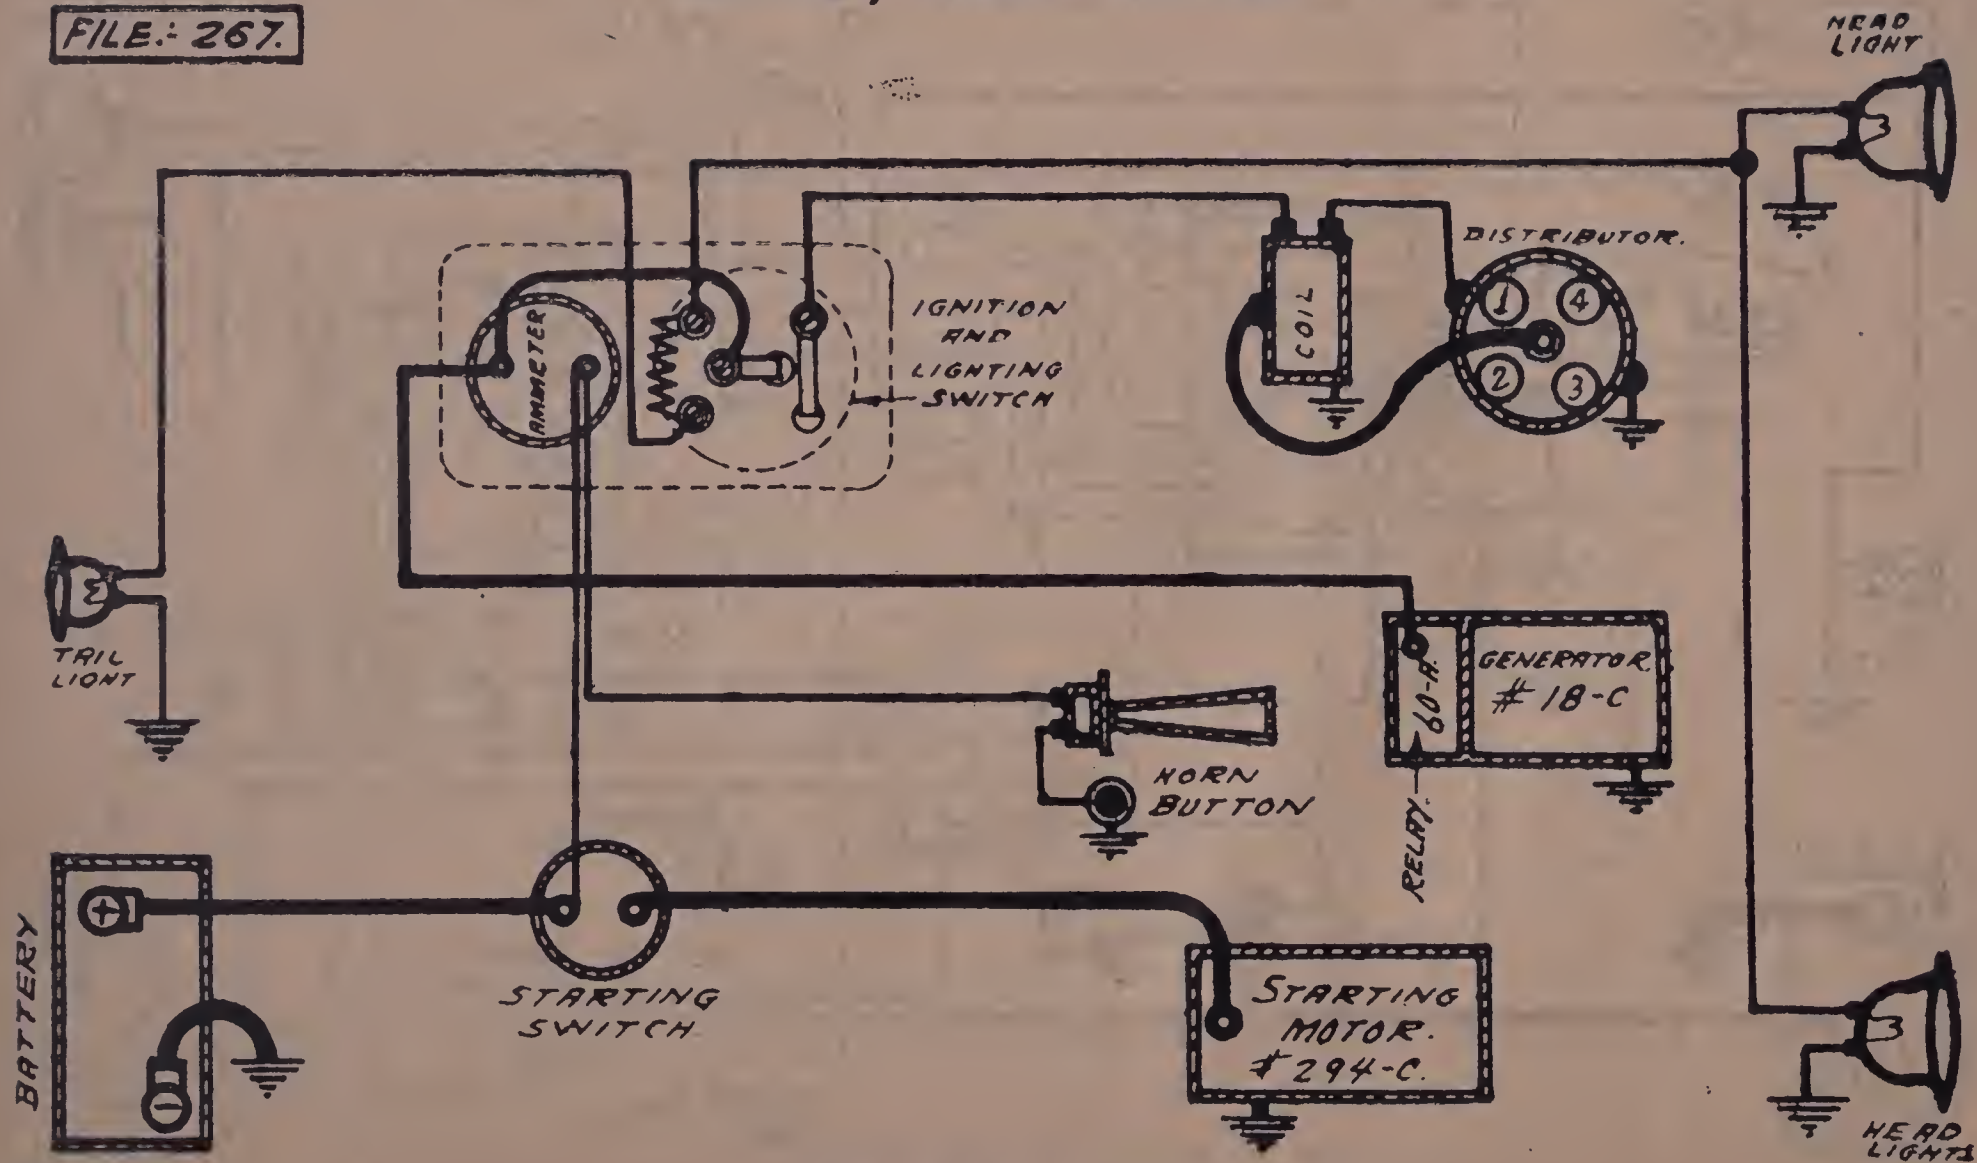 FILE:- 267.
HEAD
LIGHT
DISTRIBUTOR.
IGNITION
AND
LIGHTING
SWITCH
AMMETER
COIL
1 4
2 3
TAIL
LIGHT
GENERATOR.
# 18-C
60-A.
RELAY.
HORN
BUTTON
BATTERY
+
-
STARTING
SWITCH
STARTING
MOTOR.
# 294-C.
HEAD
LIGHTS